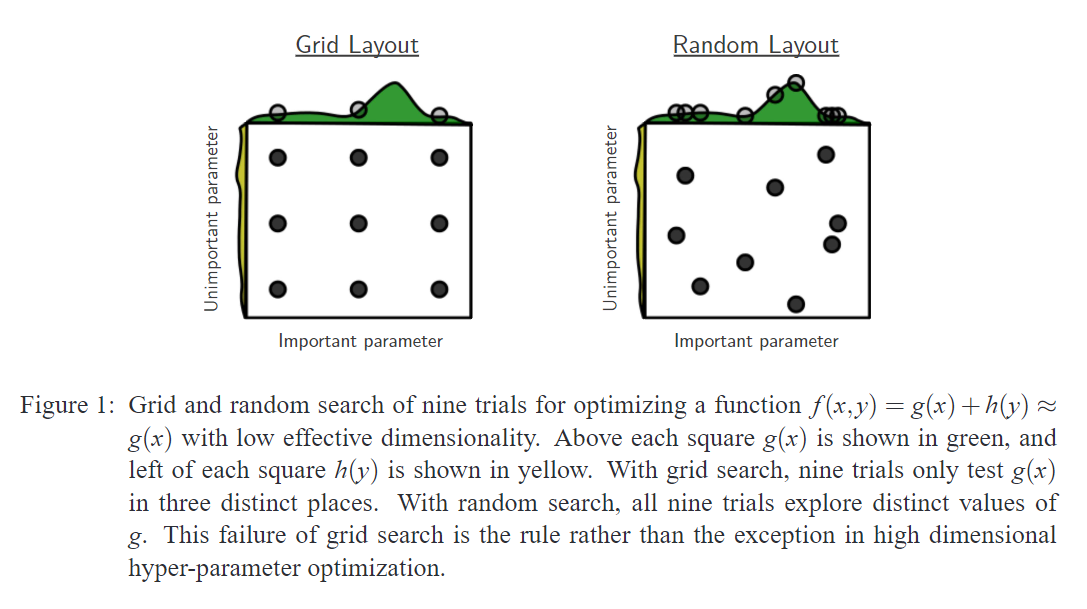 Grid Layout
Unimportant parameter
Important parameter
Random Layout
Unimportant parameter
Important parameter
Figure 1: Grid and random search of nine trials for optimizing a function f(x,y) = g(x) + h(y) ≈
g(x) with low effective dimensionality. Above each square g(x) is shown in green, and
left of each square h(y) is shown in yellow. With grid search, nine trials only test g(x)
in three distinct places. With random search, all nine trials explore distinct values of
g. This failure of grid search is the rule rather than the exception in high dimensional
hyper-parameter optimization.